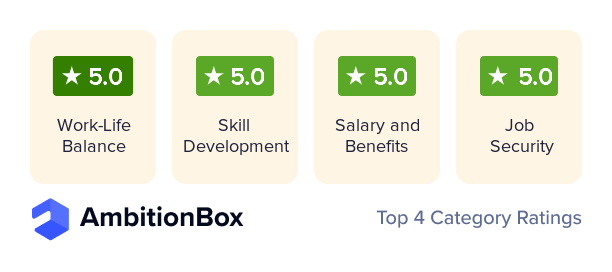 ★ 5.0
Work-Life
Balance
★ 5.0
Skill
Development
★ 5.0
Salary and
Benefits
★ 5.0
Job
Security
AmbitionBox
Top 4 Category Ratings